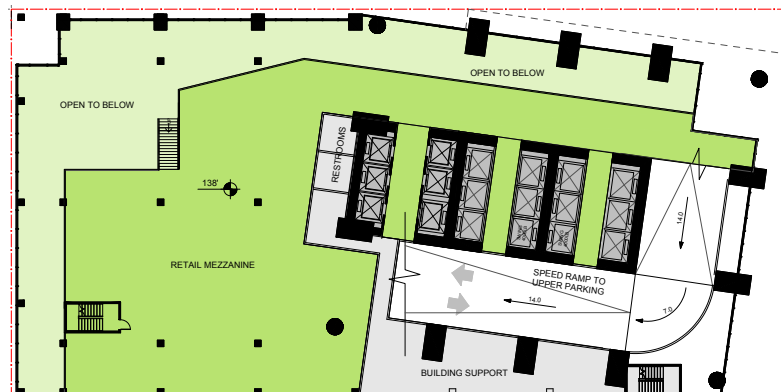 OPEN TO BELOW
OPEN TO BELOW
RESTROOMS
138'
14.0
RETAIL MEZZANINE
SPEED RAMP TO
UPPER PARKING
14.0
7.0
BUILDING SUPPORT